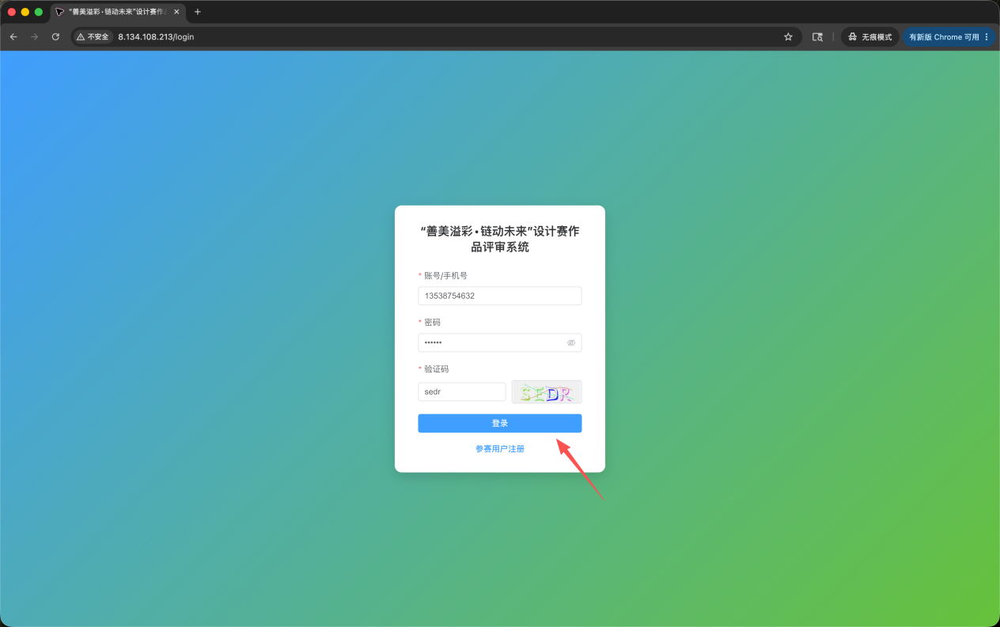 "善美溢彩·链动未来"设计赛作品
不安全
8.134.108.213/login
无痕模式
有新版 Chrome 可用
“善美溢彩·链动未来”设计赛作
品评审系统
* 账号/手机号
13538754632
* 密码
••••••
* 验证码
sedr
SEDR
登录
参赛用户注册